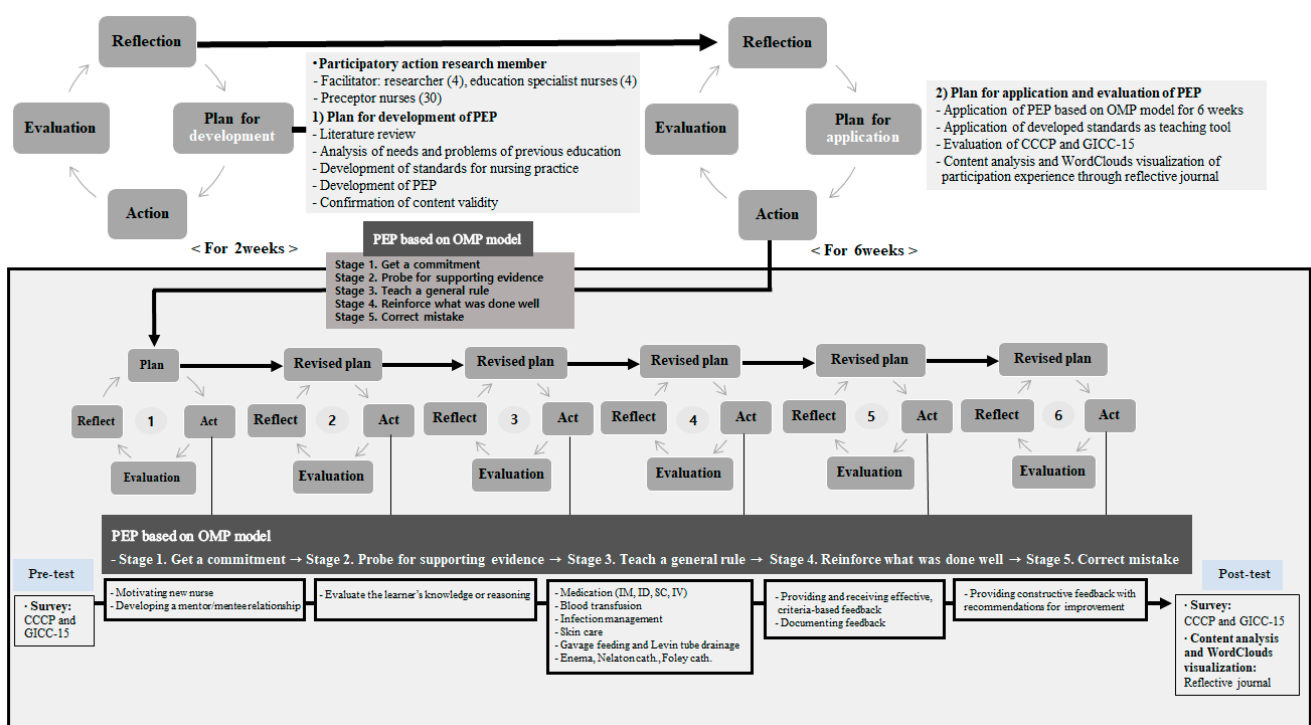 Reflection
Evaluation
Plan for
development
Action
< For 2weeks >
·Participatory action research member
- Facilitator: researcher (4), education specialist nurses (4)
- Preceptor nurses (30)
1) Plan for development of PEP
- Literature review
- Analysis of needs and problems of previous education
- Development of standards for nursing practice
- Development of PEP
- Confirmation of content validity
Reflection
Evaluation
Plan for
application
Action
< For 6weeks >
2) Plan for application and evaluation of PEP
- Application of PEP based on OMP model for 6 weeks
- Application of developed standards as teaching tool
- Evaluation of CCCP and GICC-15
- Content analysis and WordClouds visualization of
participation experience through reflective journal
PEP based on OMP model
Stage 1. Get a commitment
Stage 2. Probe for supporting evidence
Stage 3. Teach a general rule
Stage 4. Reinforce what was done well
Stage 5. Correct mistake
Plan
Reflect
1
Act
Evaluation
Revised plan
Reflect
2
Act
Evaluation
Revised plan
Reflect
3
Act
Evaluation
Revised plan
Reflect
4
Act
Evaluation
Revised plan
Reflect
5
Act
Evaluation
Revised plan
Reflect
6
Act
Evaluation
PEP based on OMP model
- Stage 1. Get a commitment → Stage 2. Probe for supporting evidence → Stage 3. Teach a general rule → Stage 4. Reinforce what was done well → Stage 5. Correct mistake
Pre-test
· Survey:
CCCP and
GICC-15
- Motivating new nurse
- Developing a mentor/mentee relationship
- Evaluate the learner's knowledge or reasoning
- Medication (IM, ID, SC, IV)
- Blood transfusion
- Infection management
- Skin care
- Gavage feeding and Levin tube drainage
- Enema, Nelaton cath., Foley cath.
- Providing and receiving effective,
criteria-based feedback
- Documenting feedback
- Providing constructive feedback with
recommendations for improvement
Post-test
· Survey:
CCCP and GICC-15
· Content analysis
and WordClouds
visualization:
Reflective journal